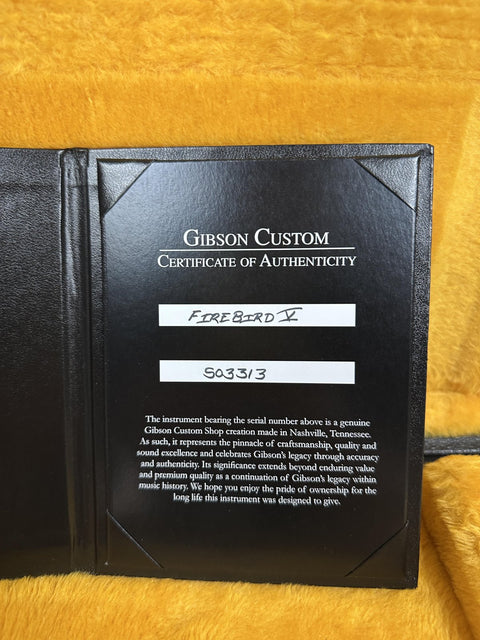 GIBSON CUSTOM
CERTIFICATE OF AUTHENTICITY
FIREBIRD V
503313
The instrument bearing the serial number above is a genuine
Gibson Custom Shop creation made in Nashville, Tennessee.
As such, it represents the pinnacle of craftsmanship, quality and
sound excellence and celebrates Gibson's legacy through accuracy
and authenticity. Its significance extends beyond enduring value
and premium quality as a continuation of Gibson's legacy within
music history. We hope you enjoy the pride of ownership for the
long life this instrument was designed to give.